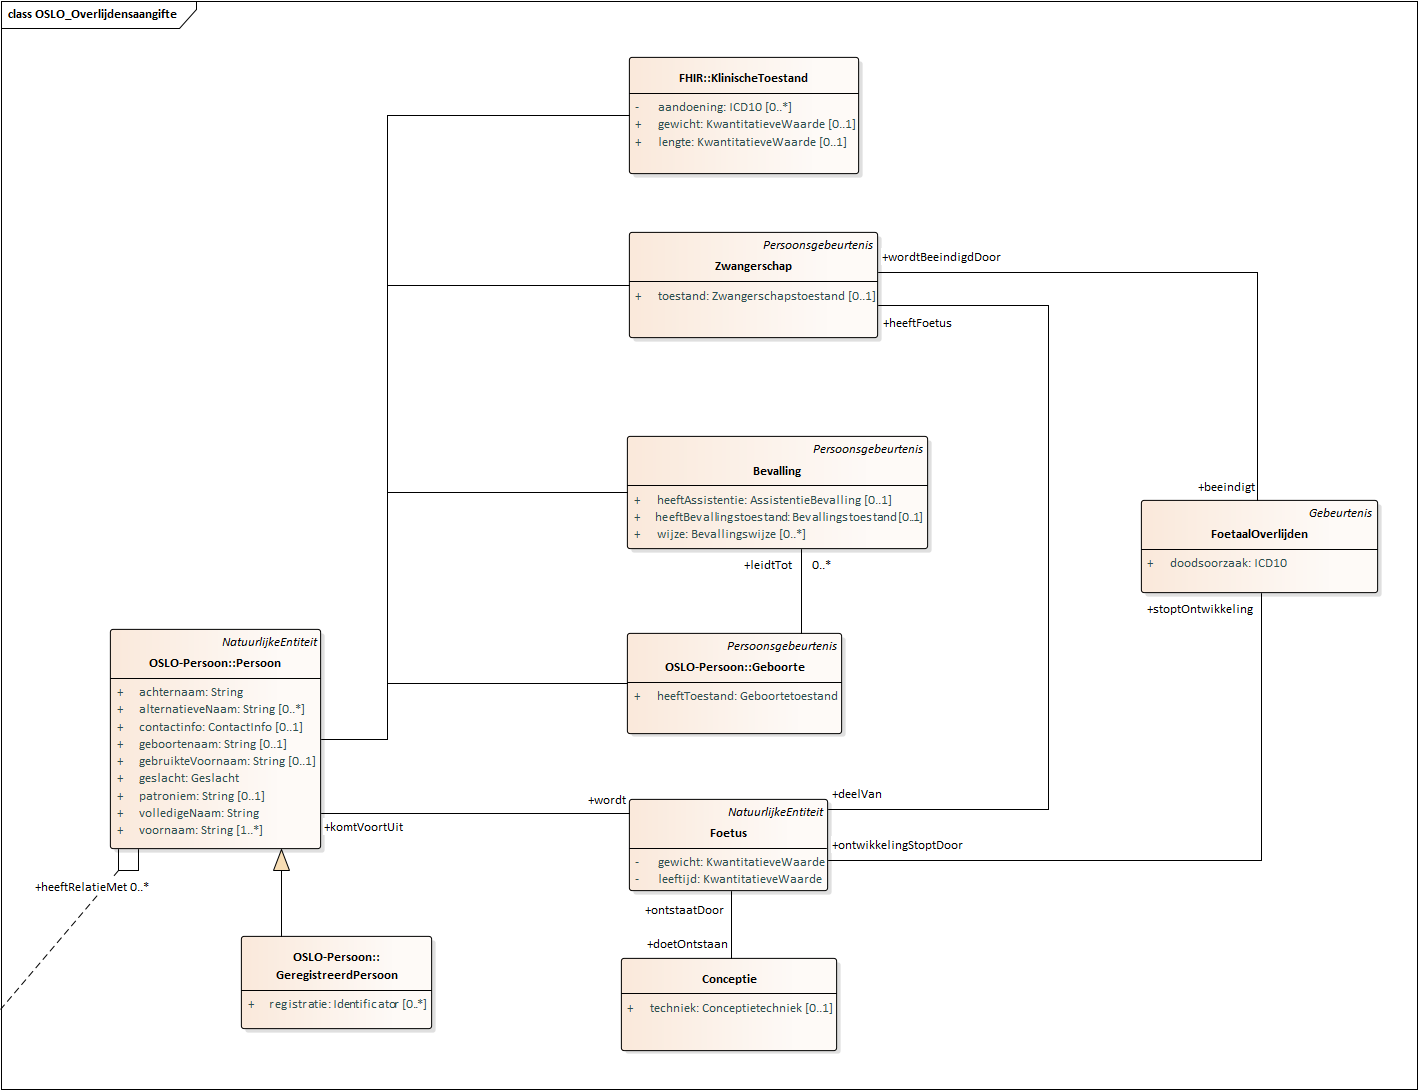 class OSLO_Overlijdensaangifte
FHIR::KlinischeToestand
- aandoening: ICD10 [0..*]
+ gewicht: KwantitatieveWaarde [0..1]
+ lengte: KwantitatieveWaarde [0..1]
Persoonsgebeurtenis
Zwangerschap
+ toestand: Zwangerschapstoestand [0..1]
+wordtBeeindigdDoor
+heeftFoetus
Persoonsgebeurtenis
Bevalling
+ heeftAssistentie: AssistentieBevalling [0..1]
+ heeftBevallingstoestand: Bevallingstoestand [0..1]
+ wijze: Bevallingswijze [0..*]
+leidtTot 0..*
+beeindigt
Gebeurtenis
FoetaalOverlijden
+ doodsoorzaak: ICD10
+stoptOntwikkeling
NatuurlijkeEntiteit
OSLO-Persoon::Persoon
+ achternaam: String
+ alternatieveNaam: String [0..*]
+ contactinfo: ContactInfo [0..1]
+ geboortenaam: String [0..1]
+ gebruikteVoornaam: String [0..1]
+ geslacht: Geslacht
+ patroniem: String [0..1]
+ volledigeNaam: String
+ voornaam: String [1..*]
Persoonsgebeurtenis
OSLO-Persoon::Geboorte
+ heeftToestand: Geboortetoestand
+wordt
+komtVoortUit
+deelVan
NatuurlijkeEntiteit
Foetus
- gewicht: KwantitatieveWaarde
- leeftijd: KwantitatieveWaarde
+ontwikkelingStoptDoor
+heeftRelatieMet 0..*
+ontstaatDoor
+doetOntstaan
OSLO-Persoon::
GeregistreerdPersoon
+ registratie: Identificator [0..*]
Conceptie
+ techniek: Conceptietechniek [0..1]